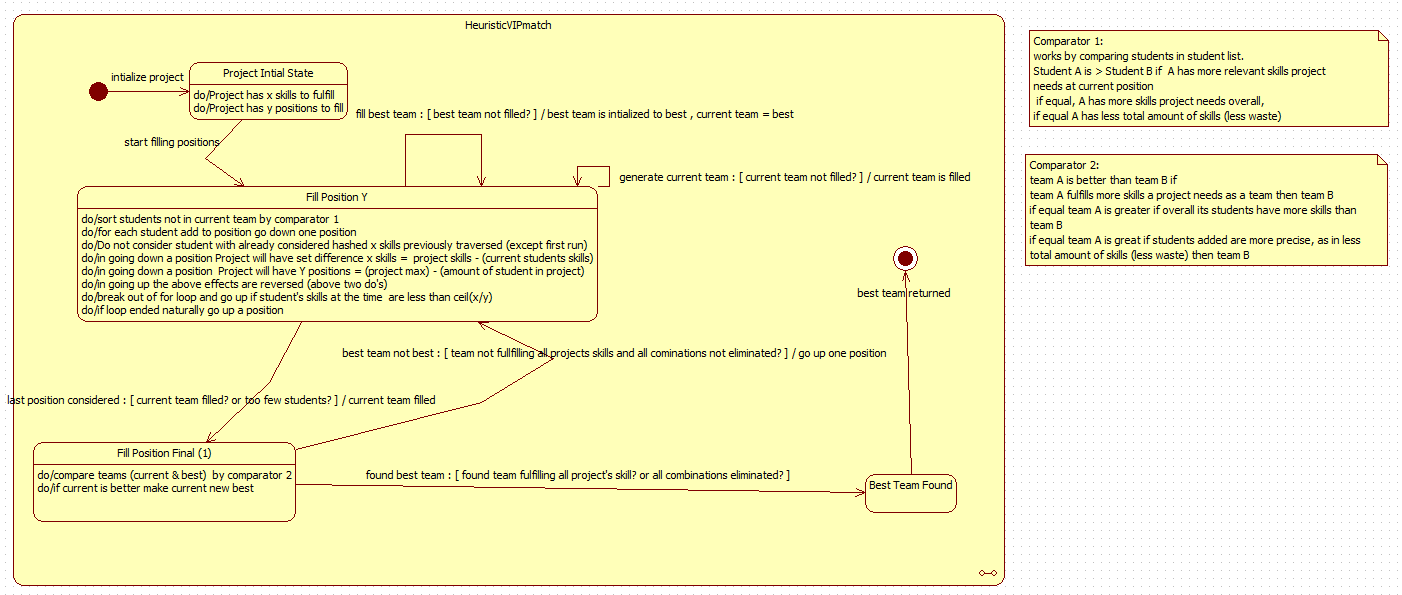 HeuristicVIPmatch
intialize project
Project Intial State
do/Project has x skills to fulfill
do/Project has y positions to fill
start filling positions
fill best team : [ best team not filled? ] / best team is intialized to best , current team = best
generate current team : [ current team not filled? ] / current team is filled
Fill Position Y
do/sort students not in current team by comparator 1
do/for each student add to position go down one position
do/Do not consider student with already considered hashed x skills previously traversed (except first run)
do/in going down a position Project will have set difference x skills =  project skills - (current students skills)
do/in going down a position  Project will have Y positions = (project max) - (amount of student in project)
do/in going up the above effects are reversed (above two do's)
do/break out of for loop and go up if student's skills at the time  are less than ceil(x/y)
do/if loop ended naturally go up a position
best team returned
best team not best : [ team not fullfilling all projects skills and all cominations not eliminated? ] / go up one position
last position considered : [ current team filled? or too few students? ] / current team filled
Fill Position Final (1)
do/compare teams (current & best)  by comparator 2
do/if current is better make current new best
found best team : [ found team fulfilling all project's skill? or all combinations eliminated? ]
Best Team Found
Comparator 1:
works by comparing students in student list.
Student A is > Student B if  A has more relevant skills project
needs at current position
 if equal, A has more skills project needs overall,
if equal A has less total amount of skills (less waste)
Comparator 2:
team A is better than team B if
team A fulfills more skills a project needs as a team then team B
if equal team A is greater if overall its students have more skills than
team B
if equal team A is great if students added are more precise, as in less
total amount of skills (less waste) then team B